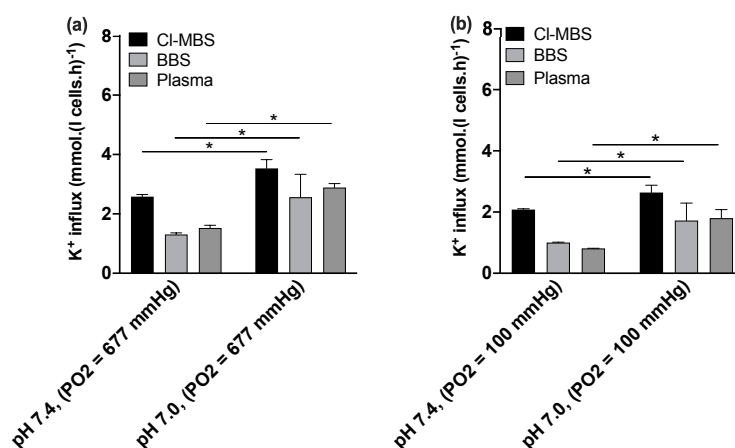 (a)
8
6
4
2
0
K⁺ influx (mmol.(l cells.h)⁻¹)
Cl-MBS
BBS
Plasma
*
*
*
pH 7.4, (PO2 = 677 mmHg)
pH 7.0, (PO2 = 677 mmHg)
(b)
8
6
4
2
0
K⁺ influx (mmol.(l cells.h)⁻¹)
Cl-MBS
BBS
Plasma
*
*
*
pH 7.4, (PO2 = 100 mmHg)
pH 7.0, (PO2 = 100 mmHg)